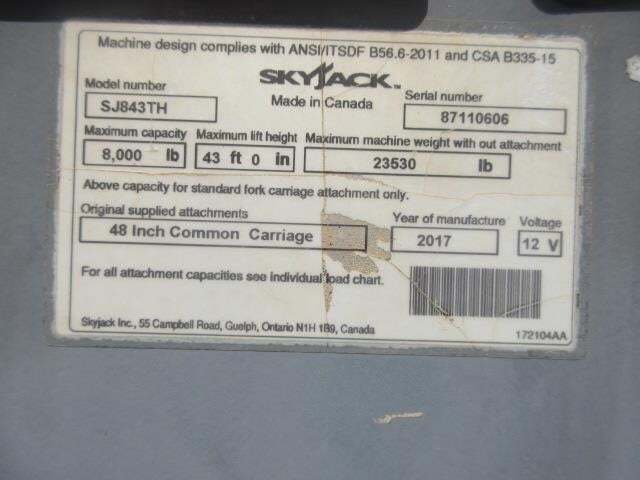 Machine design complies with ANSI/ITSDF B56.6-2011 and CSA B335-15
SKYJACK™
Made in Canada
Model number
SJ843TH
Serial number
87110606
Maximum capacity
8,000 lb
Maximum lift height
43 ft 0 in
Maximum machine weight with out attachment
23530 lb
Above capacity for standard fork carriage attachment only.
Original supplied attachments
48 Inch Common Carriage
Year of manufacture
2017
Voltage
12 V
For all attachment capacities see individual load chart.
Skyjack Inc., 55 Campbell Road, Guelph, Ontario N1H 1B9, Canada
172104AA